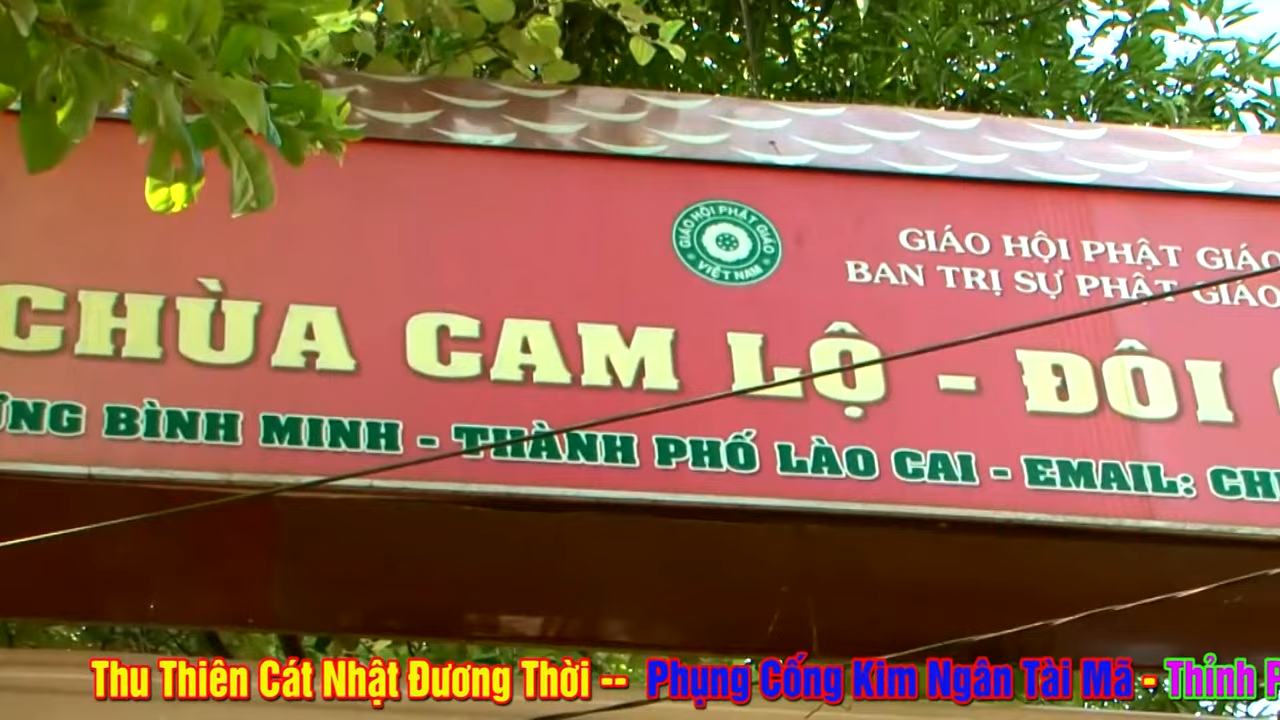 GIÁO HỘI PHẬT GIÁO
VIỆT NAM
GIÁO HỘI PHẬT GIÁO
BAN TRỊ SỰ PHẬT GIÁO
CHÙA CAM LỘ - ĐÔI
BÌNH MINH - THÀNH PHỐ LÀO CAI - EMAIL:
Thu Thiên Cát Nhật Đương Thời -- Phụng Cống Kim Ngân Tài Mã - Thỉnh